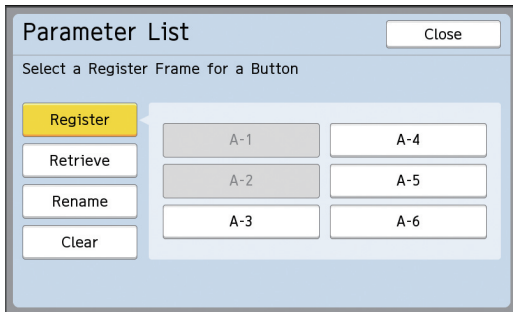 Parameter List
Close
Select a Register Frame for a Button
Register
Retrieve
Rename
Clear
A-1
A-4
A-2
A-5
A-3
A-6